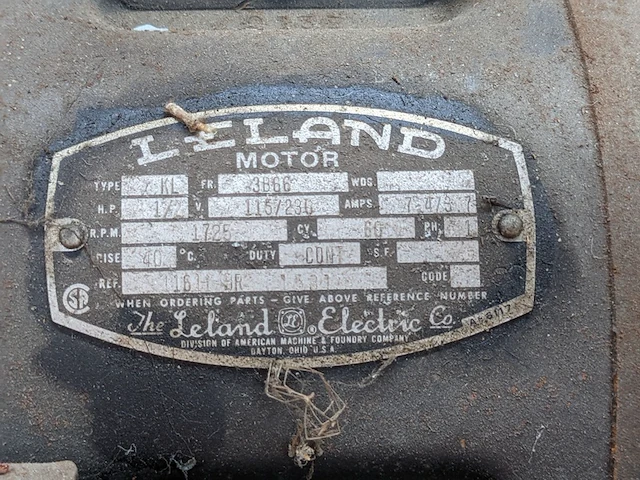 LELAND
MOTOR
TYPE KL FR. 3B66 WDS.
H.P. 1/2 V. 115/230 AMPS.
R.P.M. 1725 CY. 60 PH. 1
RISE 40 °C. DUTY CONT S.F.
REF. CODE
WHEN ORDERING PARTS - GIVE ABOVE REFERENCE NUMBER
The Leland Electric Co.
DIVISION OF AMERICAN MACHINE & FOUNDRY COMPANY
DAYTON, OHIO U.S.A.